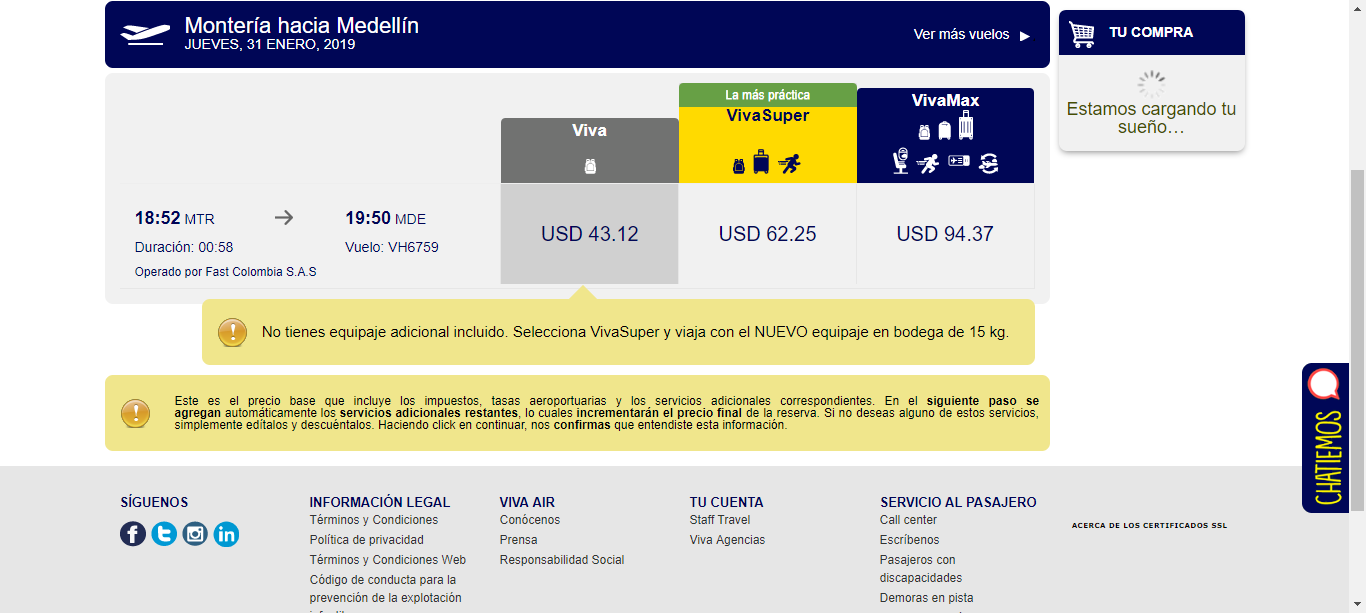 Montería hacia Medellín
JUEVES, 31 ENERO, 2019
Ver más vuelos
TU COMPRA
Estamos cargando tu
sueño…
La más práctica
Viva
VivaSuper
VivaMax
18:52 MTR
19:50 MDE
Duración: 00:58
Vuelo: VH6759
Operado por Fast Colombia S.A.S
USD 43.12
USD 62.25
USD 94.37
No tienes equipaje adicional incluido. Selecciona VivaSuper y viaja con el NUEVO equipaje en bodega de 15 kg.
Este es el precio base que incluye los impuestos, tasas aeroportuarias y los servicios adicionales correspondientes. En el siguiente paso se
agregan automáticamente los servicios adicionales restantes, lo cuales incrementarán el precio final de la reserva. Si no deseas alguno de estos servicios,
simplemente edítalos y descuéntalos. Haciendo click en continuar, nos confirmas que entendiste esta información.
CHATIEMOS
SÍGUENOS
INFORMACIÓN LEGAL
Términos y Condiciones
Política de privacidad
Términos y Condiciones Web
Código de conducta para la
prevención de la explotación
VIVA AIR
Conócenos
Prensa
Responsabilidad Social
TU CUENTA
Staff Travel
Viva Agencias
SERVICIO AL PASAJERO
Call center
Escríbenos
Pasajeros con
discapacidades
Demoras en pista
ACERCA DE LOS CERTIFICADOS SSL